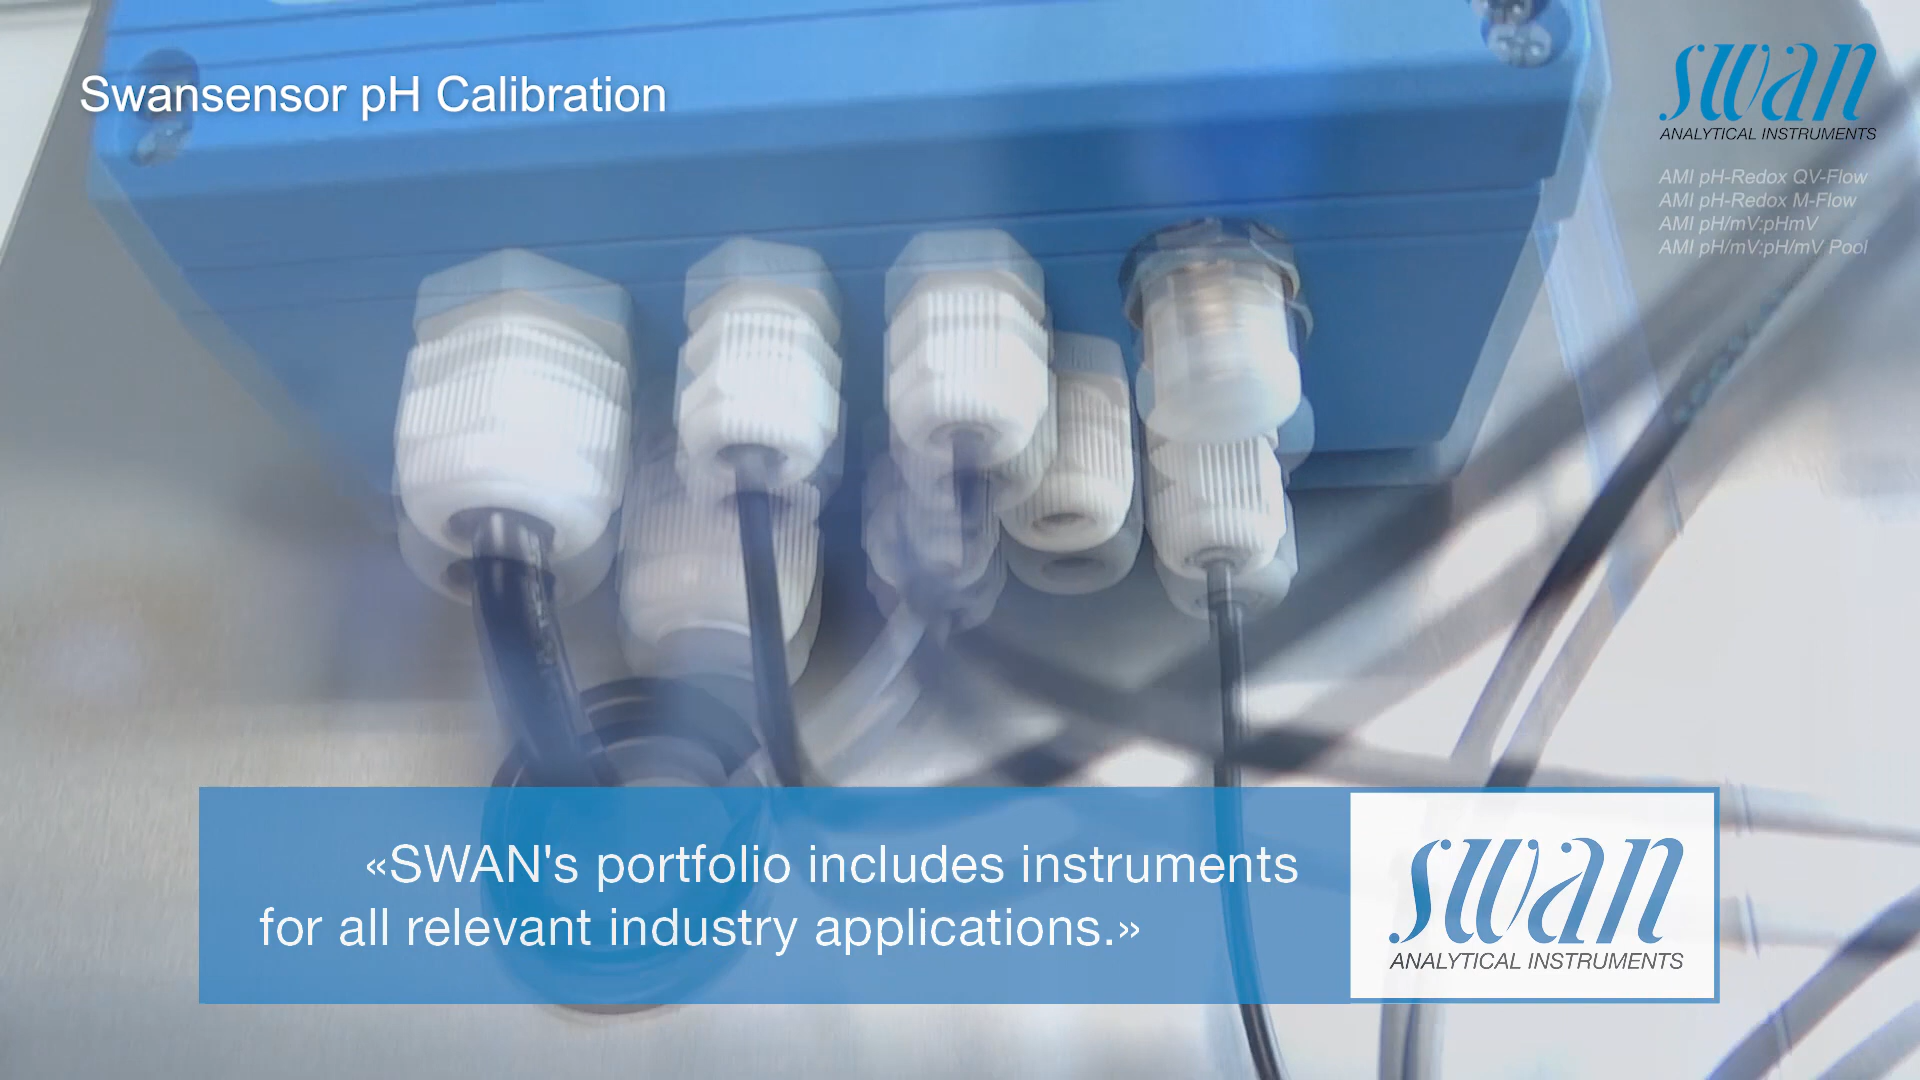 Swansensor pH Calibration
swan
ANALYTICAL INSTRUMENTS
AMI pH-Redox QV-Flow
AMI pH-Redox M-Flow
AMI pH/mV:pHmV
AMI pH/mV:pH/mV Pool
«SWAN's portfolio includes instruments
for all relevant industry applications.»
swan
ANALYTICAL INSTRUMENTS